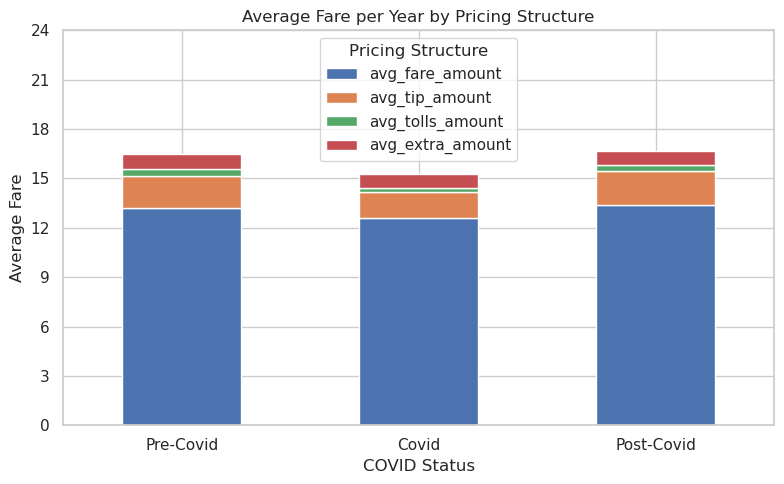 Average Fare per Year by Pricing Structure
24
21
18
15
12
9
6
3
0
Average Fare
Pricing Structure
avg_fare_amount
avg_tip_amount
avg_tolls_amount
avg_extra_amount
Pre-Covid
Covid
Post-Covid
COVID Status